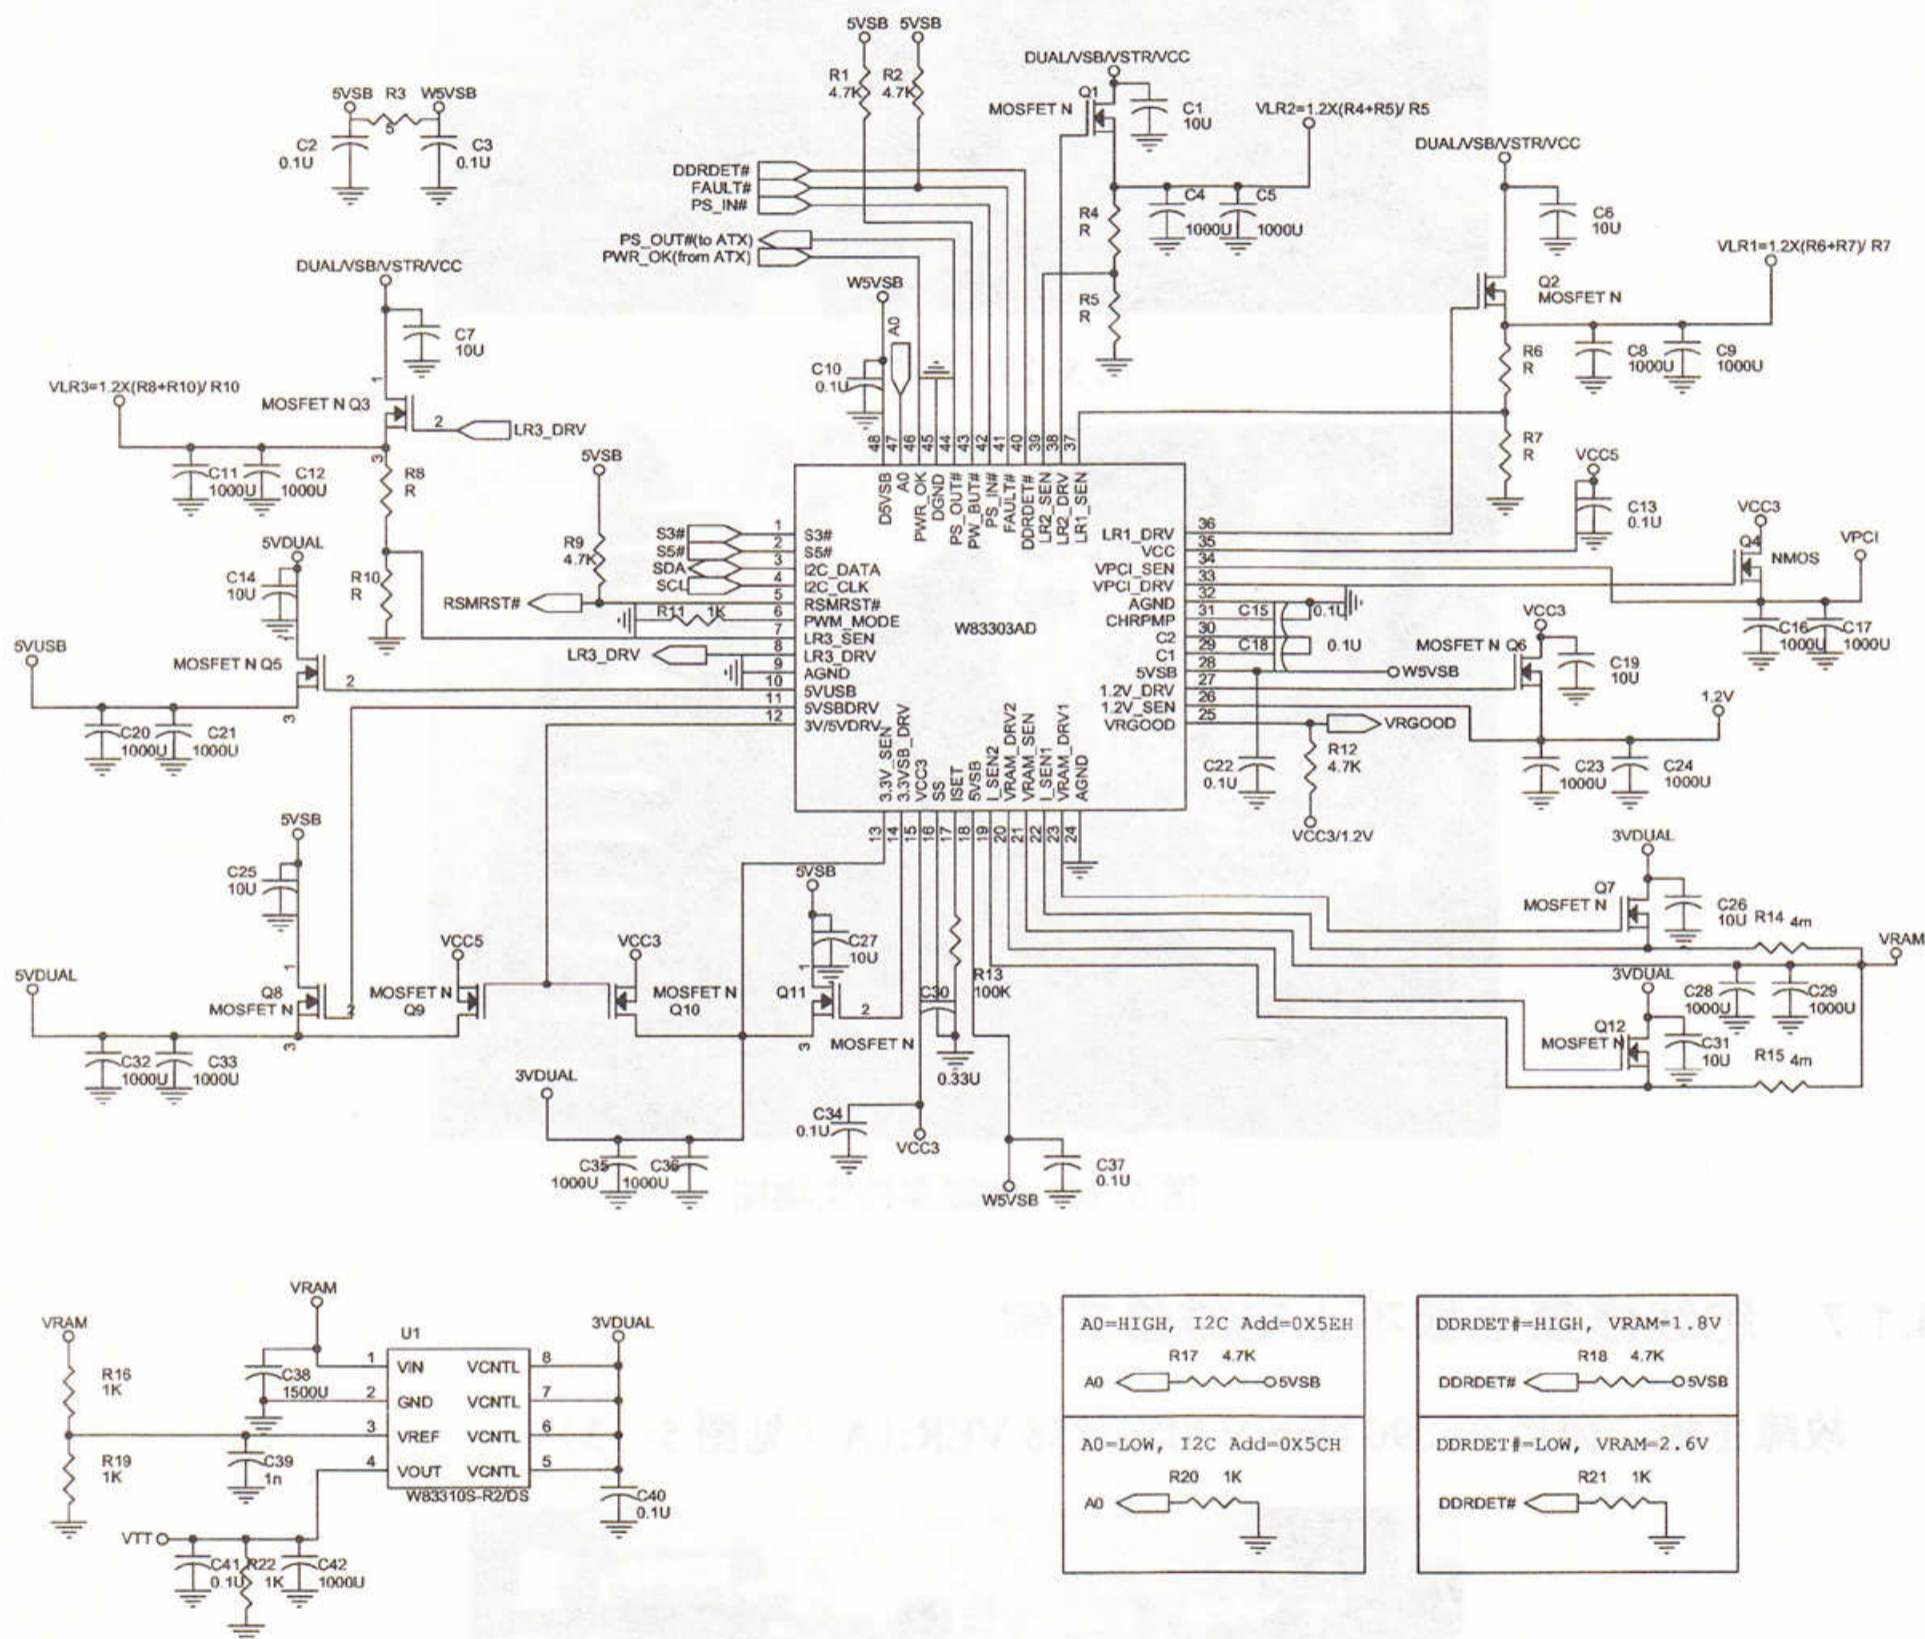 5VSB 5VSB
R1
4.7K
R2
4.7K
DUAL/VSB/VSTR/VCC
Q1
MOSFET N
C1
10U
VLR2=1.2X(R4+R5)/ R5
5VSB R3 W5VSB
5
C2
0.1U
C3
0.1U
DDRDET#
FAULT#
PS_IN#
PS_OUT#(to ATX)
PWR_OK(from ATX)
R4
R
C4
1000U
C5
1000U
R5
R
DUAL/VSB/VSTR/VCC
C6
10U
VLR1=1.2X(R6+R7)/ R7
Q2
MOSFET N
R6
R
C8
1000U
C9
1000U
R7
R
DUAL/VSB/VSTR/VCC
C7
10U
VLR3=1.2X(R8+R10)/ R10
1
MOSFET N Q3
2
LR3_DRV
3
C11
1000U
C12
1000U
R8
R
W5VSB
A0
C10
0.1U
48 47 46 45 44 43 42 41 40 39 38 37
D5VSB
A0
PWR_OK
DGND
PS_OUT#
PW_BUT#
PS_IN#
FAULT#
DDRDET#
LR2_SEN
LR2_DRV
LR1_SEN
5VSB
R9
4.7K
S3#
S5#
SDA
SCL
RSMRST#
R11 1K
LR3_DRV
1 S3#
2 S5#
3 I2C_DATA
4 I2C_CLK
5 RSMRST#
6 PWM_MODE
7 LR3_SEN
8 LR3_DRV
9 AGND
10 5VUSB
11 5VSBDRV
12 3V/5VDRV
W83303AD
LR1_DRV 36
VCC 35
VPCI_SEN 34
VPCI_DRV 33
AGND 32
CHRPMP 31
C2 30
C1 29
5VSB 28
1.2V_DRV 27
1.2V_SEN 26
VRGOOD 25
3.3V_SEN
3.3VSB_DRV
VCC3
SS
ISET
5VSB
I_SEN2
VRAM_DRV2
VRAM_SEN
I_SEN1
VRAM_DRV1
AGND
13 14 15 16 17 18 19 20 21 22 23 24
VCC5
C13
0.1U
VCC3
Q4
NMOS
VPCI
C16
1000U
C17
1000U
C15 0.1U
C18 0.1U
W5VSB
VCC3
MOSFET N Q6
C19
10U
1.2V
VRGOOD
R12
4.7K
VCC3/1.2V
C22
0.1U
C23
1000U
C24
1000U
5VDUAL
C14
10U
R10
R
1
5VUSB
MOSFET N Q5
2
3
C20
1000U
C21
1000U
5VSB
C25
10U
1
5VDUAL
Q8
MOSFET N
2
3
C32
1000U
C33
1000U
VCC5
MOSFET N
Q9
VCC3
MOSFET N
Q10
5VSB
C27
10U
1
Q11
2
3
MOSFET N
C30
0.33U
R13
100K
3VDUAL
C35
1000U
C36
1000U
C34
0.1U
VCC3
W5VSB
C37
0.1U
3VDUAL
Q7
MOSFET N
C26
10U
R14 4m
VRAM
3VDUAL
C28
1000U
C29
1000U
Q12
MOSFET N
C31
10U
R15 4m
VRAM
R16
1K
R19
1K
VRAM
C38
1500U
C39
1n
U1
1 VIN VCNTL 8
2 GND VCNTL 7
3 VREF VCNTL 6
4 VOUT VCNTL 5
W83310S-R2/DS
3VDUAL
C40
0.1U
VTT
C41
0.1U
R22
1K
C42
1000U
A0=HIGH, I2C Add=0X5EH
R17 4.7K
A0 5VSB
A0=LOW, I2C Add=0X5CH
R20 1K
A0
DDRDET#=HIGH, VRAM=1.8V
R18 4.7K
DDRDET# 5VSB
DDRDET#=LOW, VRAM=2.6V
R21 1K
DDRDET#